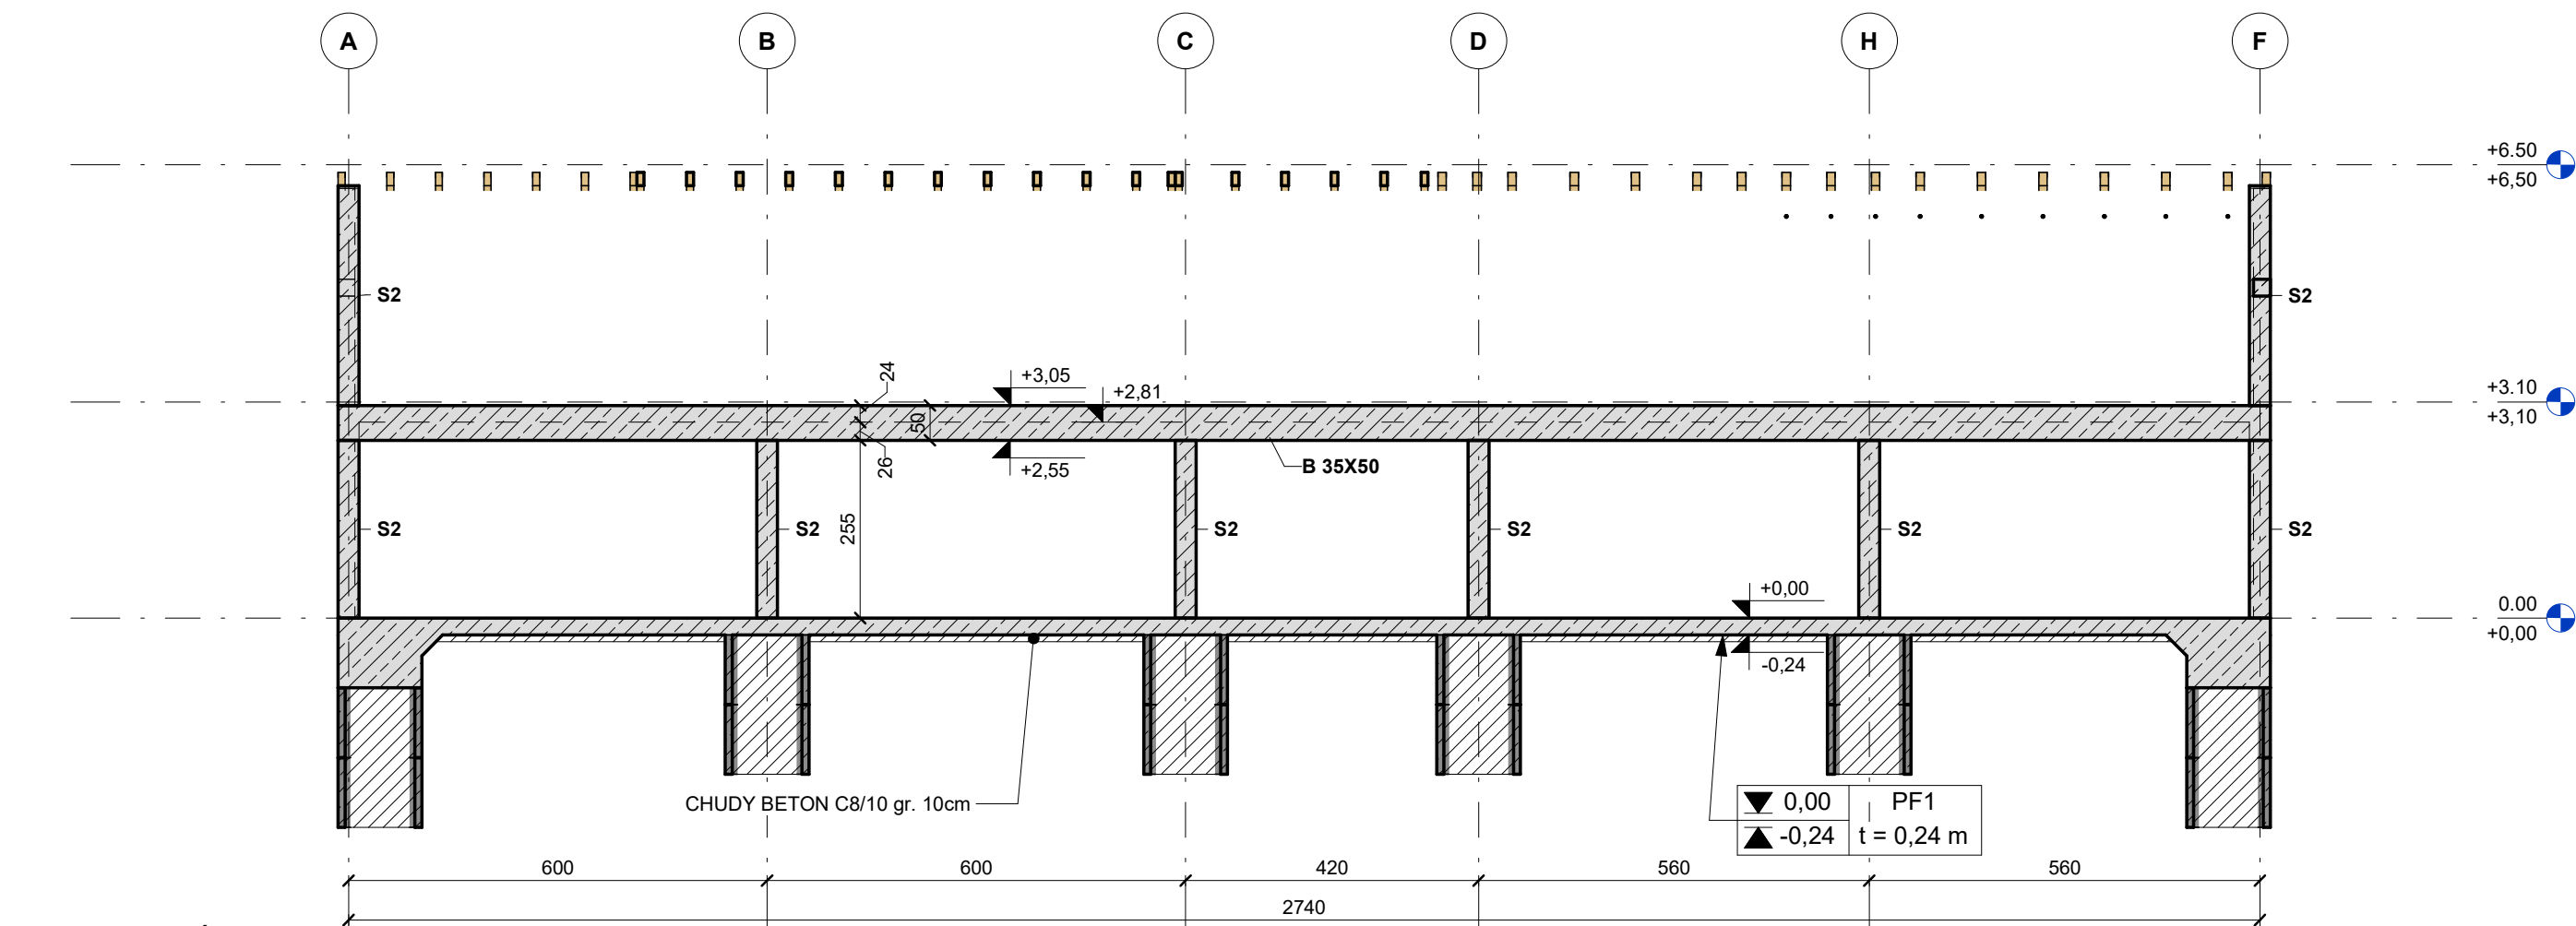 A
B
C
D
H
F
+6.50
+6,50
S2
S2
24
+3,05
+2,81
+3.10
+3,10
50
26
+2,55
B 35X50
S2
S2
255
S2
S2
S2
S2
+0,00
0.00
+0,00
-0,24
CHUDY BETON C8/10 gr. 10cm
0,00 PF1
-0,24 t = 0,24 m
600
600
420
560
560
2740